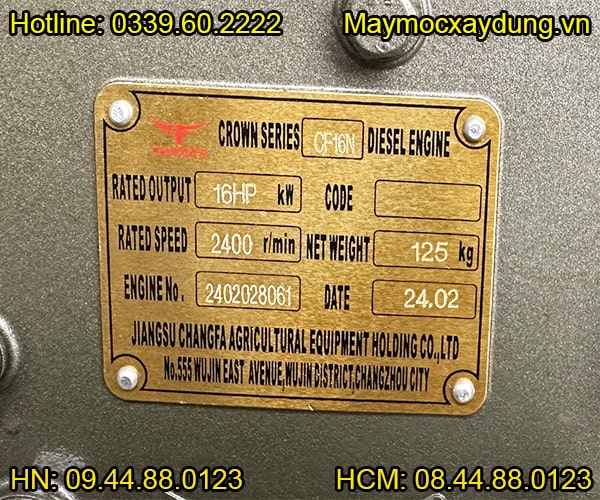 Hotline: 0339.60.2222 Maymocxaydung.vn
CHANGFA CROWN SERIES CF16N DIESEL ENGINE
RATED OUTPUT 16HP kW CODE
RATED SPEED 2400 r/min NET WEIGHT 125 kg
ENGINE No. 2402028061 DATE 24.02
JIANGSU CHANGFA AGRICULTURAL EQUIPMENT HOLDING CO.,LTD
No.555 WUJIN EAST AVENUE,WUJIN DISTRICT,CHANGZHOU CITY
HN: 09.44.88.0123 HCM: 08.44.88.0123